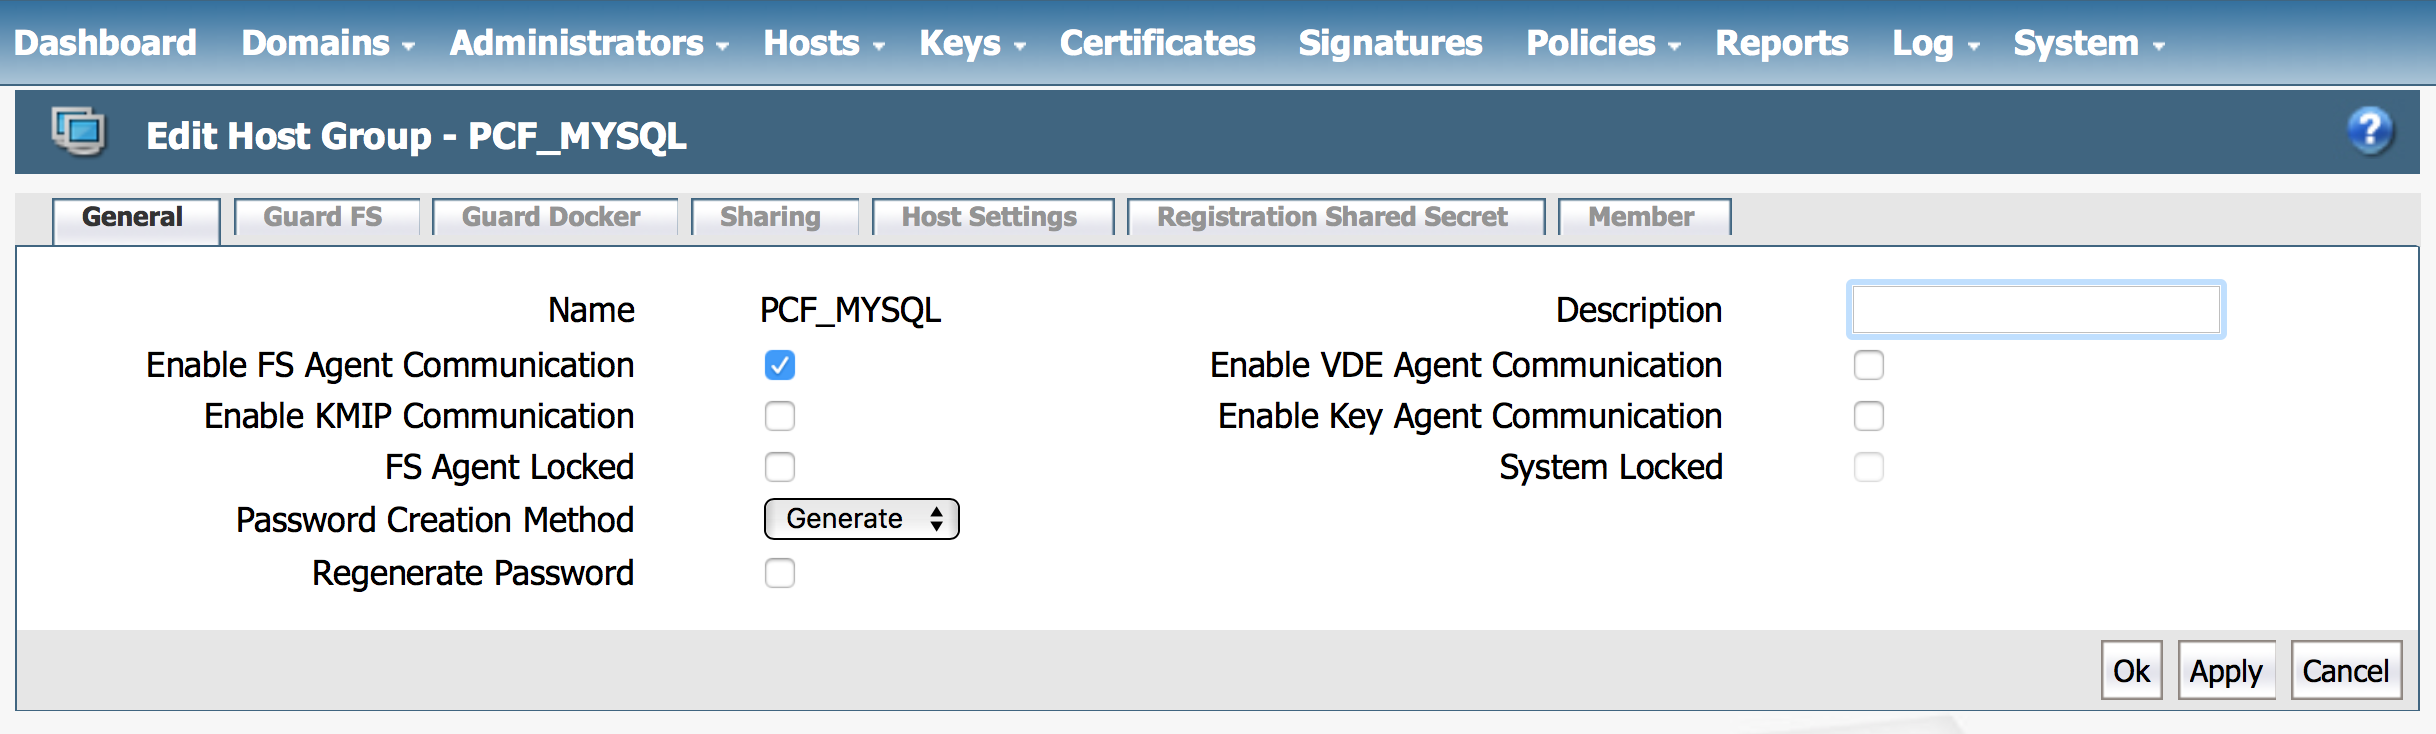 Dashboard Domains Administrators Hosts Keys Certificates Signatures Policies Reports Log System
Edit Host Group - PCF_MYSQL
?
General Guard FS Guard Docker Sharing Host Settings Registration Shared Secret Member
Name PCF_MYSQL Description
Enable FS Agent Communication Enable VDE Agent Communication
Enable KMIP Communication Enable Key Agent Communication
FS Agent Locked System Locked
Password Creation Method Generate
Regenerate Password
Ok Apply Cancel